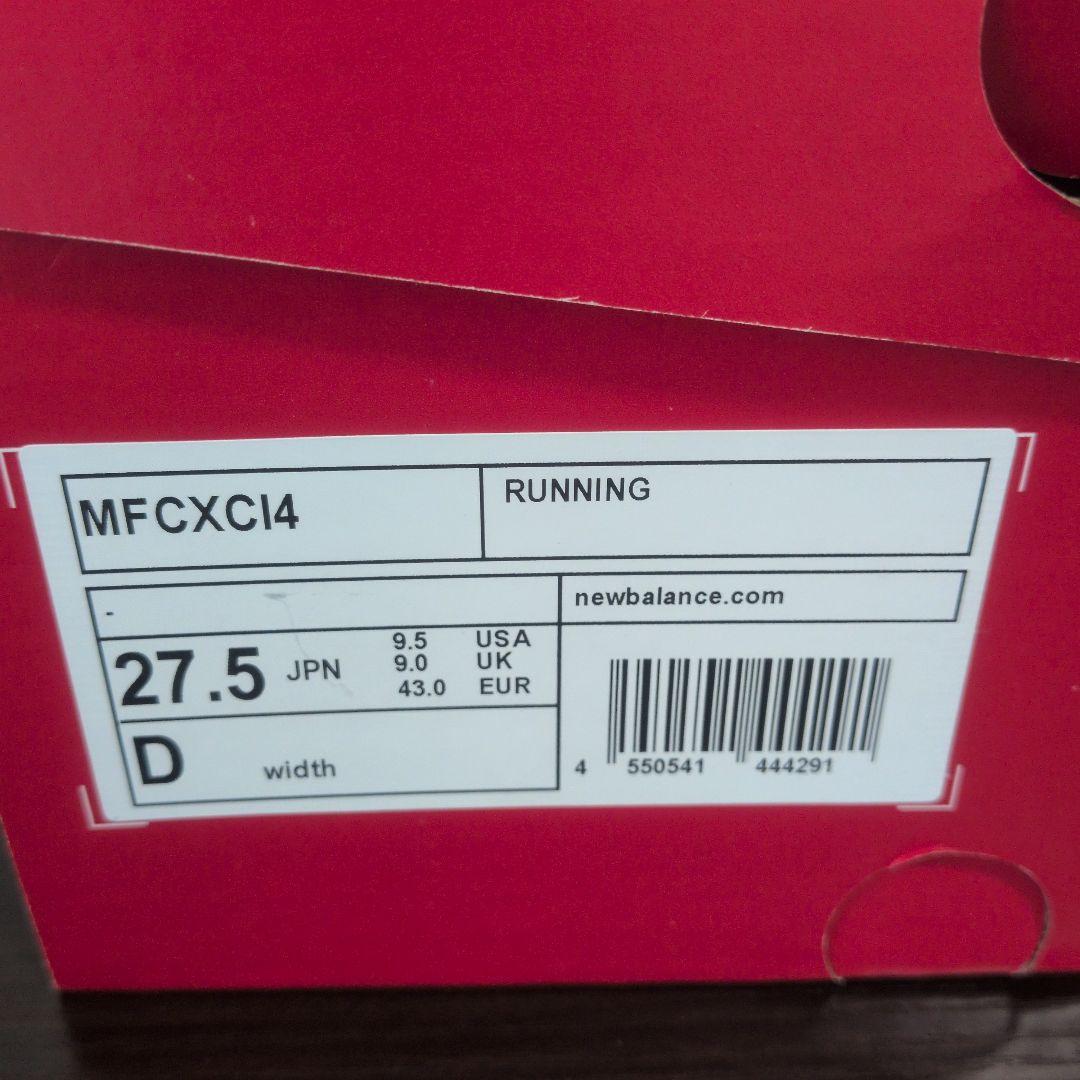 MFCXCI4
RUNNING
-
newbalance.com
27.5 JPN
9.5 USA
9.0 UK
43.0 EUR
D width
4 550541 444291